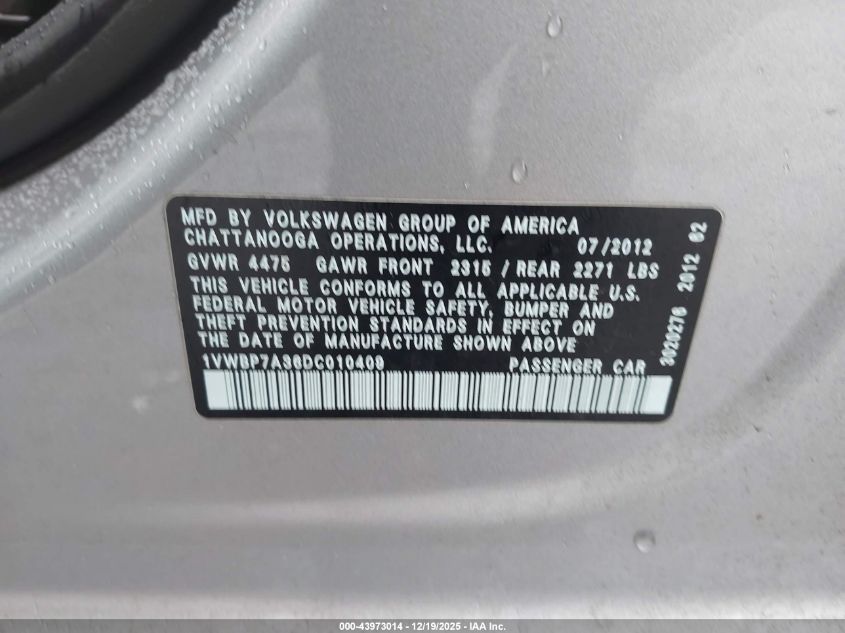 MFD BY VOLKSWAGEN GROUP OF AMERICA
CHATTANOOGA OPERATIONS, LLC. 07/2012
GVWR 4475 GAWR FRONT 2315 / REAR 2271 LBS
THIS VEHICLE CONFORMS TO ALL APPLICABLE U.S.
FEDERAL MOTOR VEHICLE SAFETY, BUMPER AND
THEFT PREVENTION STANDARDS IN EFFECT ON
THE DATE OF MANUFACTURE SHOWN ABOVE
1VWBP7A36DC010409 PASSENGER CAR
2012
000-43973014 - 12/19/2025 - IAA Inc.